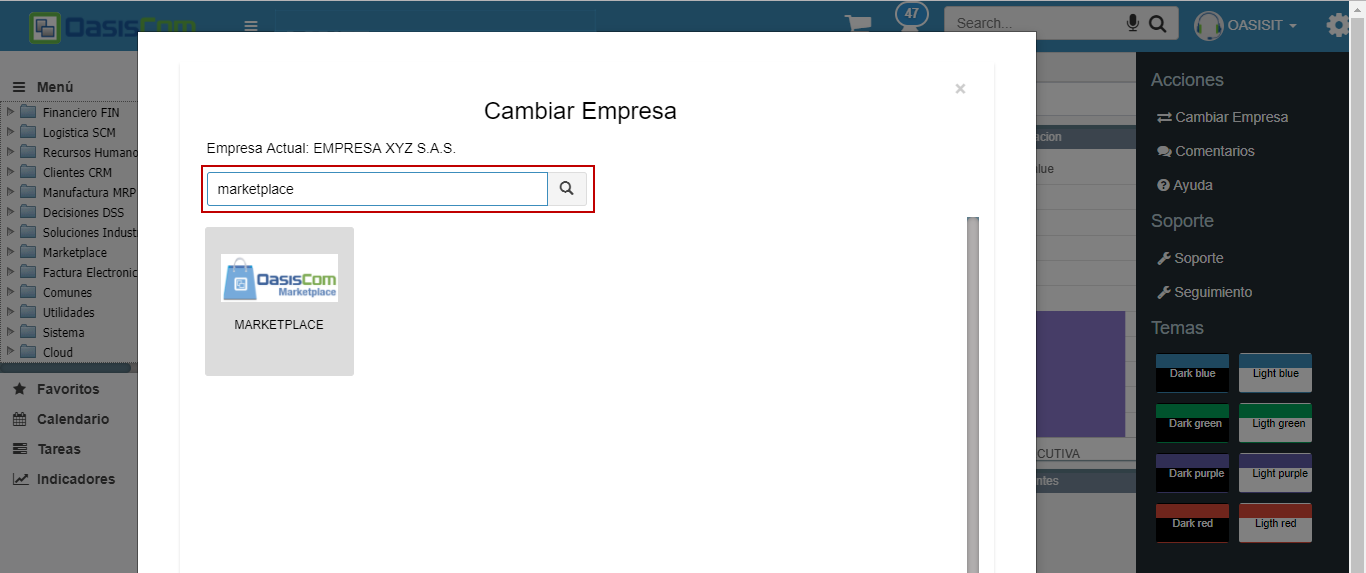 OasisCom
47
Search...
OASISIT
Menú
Financiero FIN
Logistica SCM
Recursos Humano
Clientes CRM
Manufactura MRP
Decisiones DSS
Soluciones Indust
Marketplace
Factura Electronic
Comunes
Utilidades
Sistema
Cloud
Favoritos
Calendario
Tareas
Indicadores
×
Cambiar Empresa
Empresa Actual: EMPRESA XYZ S.A.S.
marketplace
OasisCom
Marketplace
MARKETPLACE
acion
lue
CUTIVA
ntes
Acciones
Cambiar Empresa
Comentarios
Ayuda
Soporte
Soporte
Seguimiento
Temas
Dark blue Light blue
Dark green Ligth green
Dark purple Light purple
Dark red Ligth red